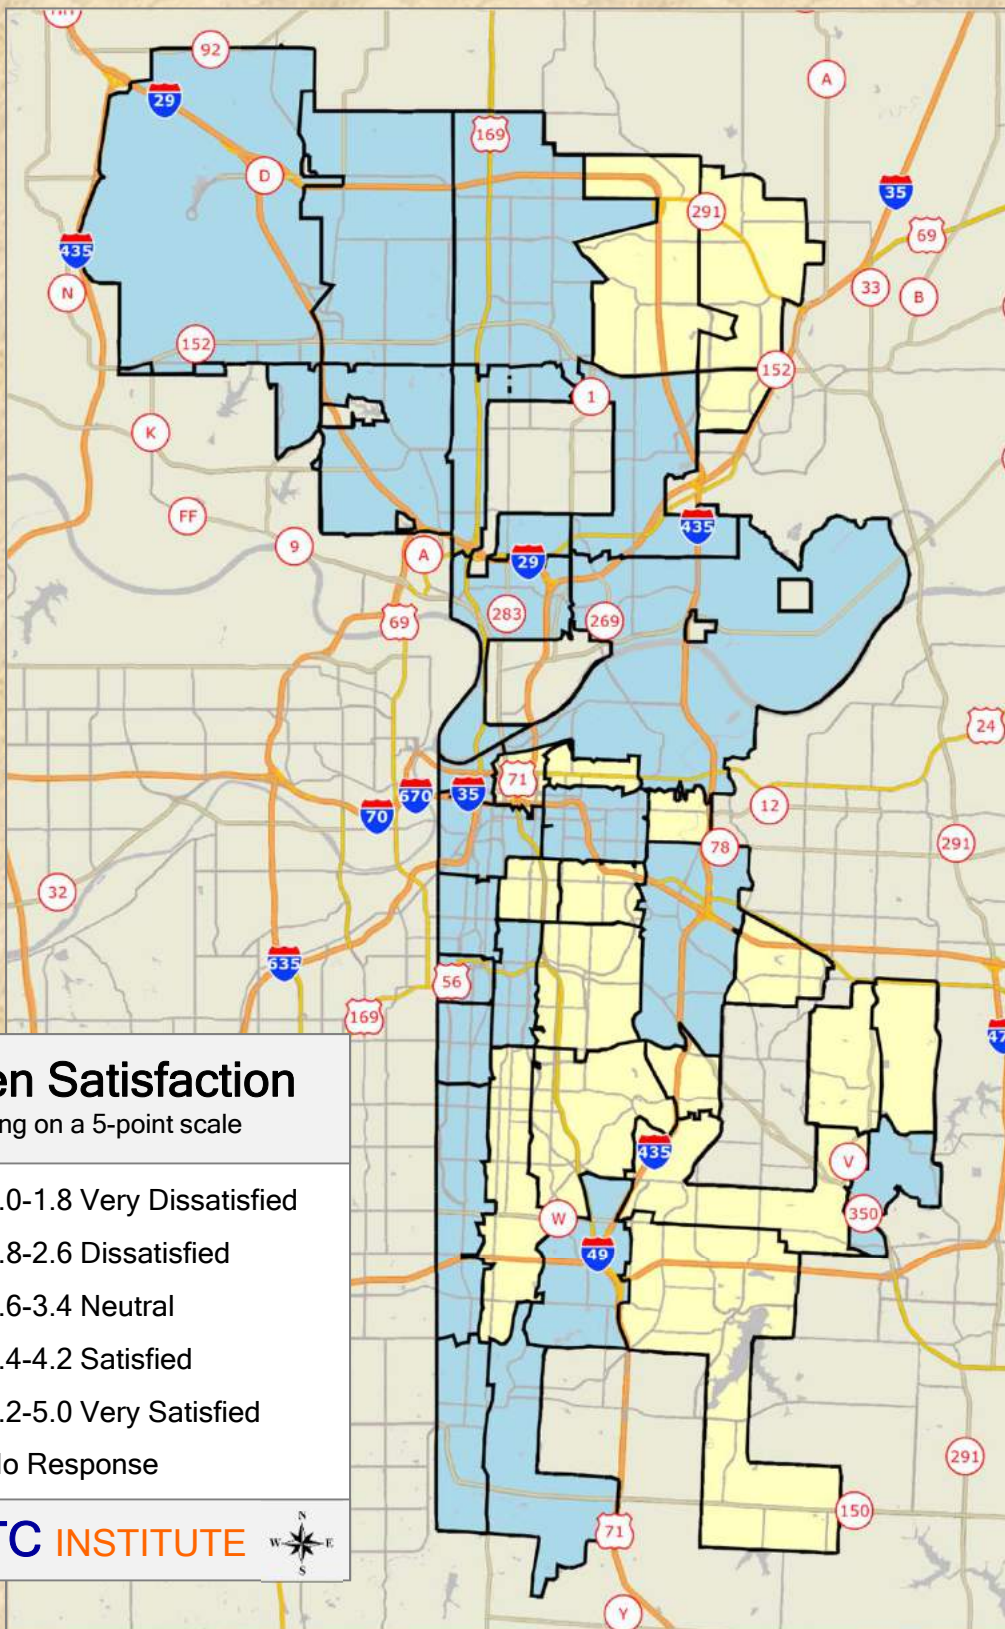 92
A
29
169
D
35
291
69
435
N
33
B
152
152
1
K
FF
435
9
A
29
283
269
69
24
71
670
35
12
70
78
291
32
635
56
169
47
en Satisfaction
ng on a 5-point scale
435
V
.0-1.8 Very Dissatisfied
350
W
.8-2.6 Dissatisfied
49
.6-3.4 Neutral
.4-4.2 Satisfied
.2-5.0 Very Satisfied
291
o Response
150
TC INSTITUTE
N
W E
S
71
Y